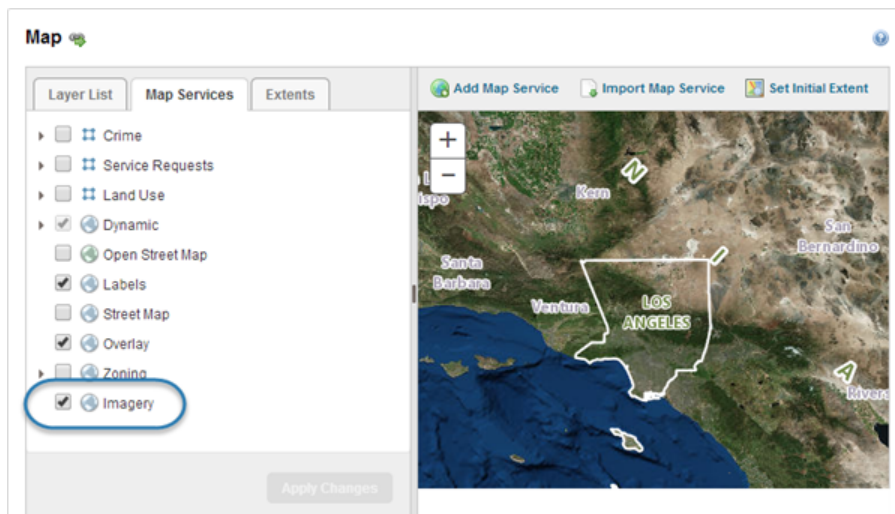 Map
Layer List
Map Services
Extents
Add Map Service
Import Map Service
Set Initial Extent
Crime
Service Requests
Land Use
Dynamic
Open Street Map
Labels
Street Map
Overlay
Zoning
Imagery
Apply Changes
+
−
ispo
Kern
N
San
Bernardino
I
Santa
Barbara
Ventura
LOS
ANGELES
A
Rivers